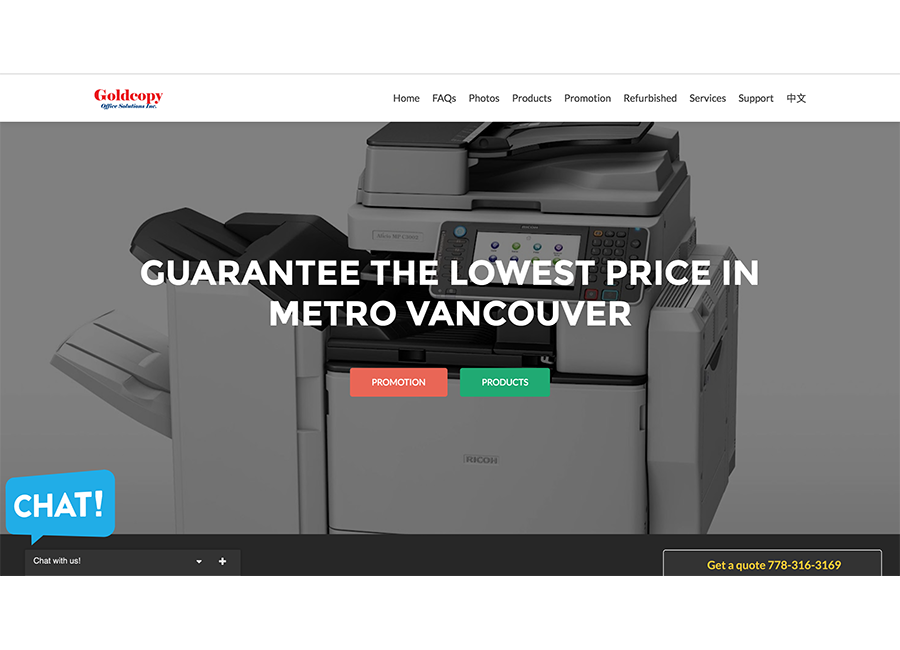 Goldcopy
Office Solutions Inc.
Home FAQs Photos Products Promotion Refurbished Services Support 中文
GUARANTEE THE LOWEST PRICE IN
METRO VANCOUVER
PROMOTION PRODUCTS
RICOH
CHAT!
Chat with us!
Get a quote 778-316-3169